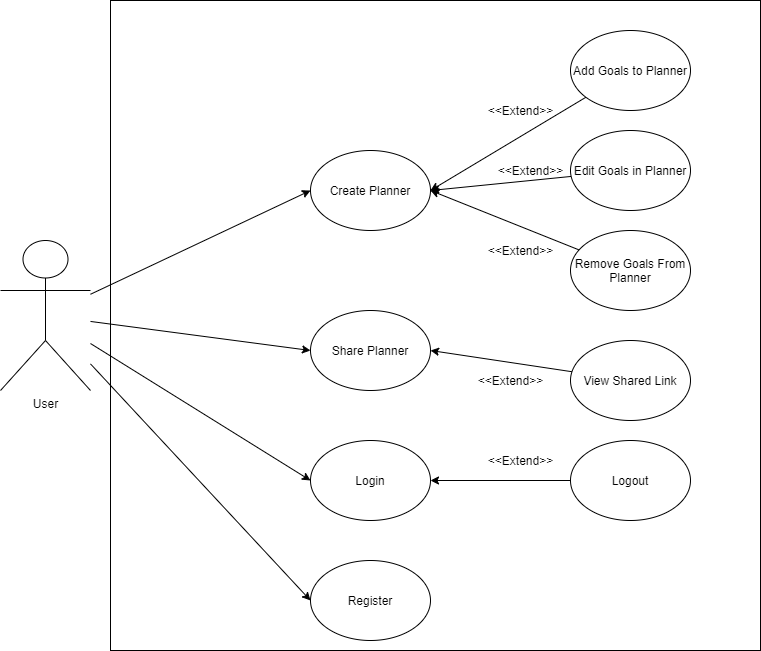 Add Goals to Planner
<<Extend>>
<<Extend>>
Edit Goals in Planner
Create Planner
<<Extend>>
Remove Goals From
Planner
Share Planner
<<Extend>>
View Shared Link
User
<<Extend>>
Login
Logout
Register